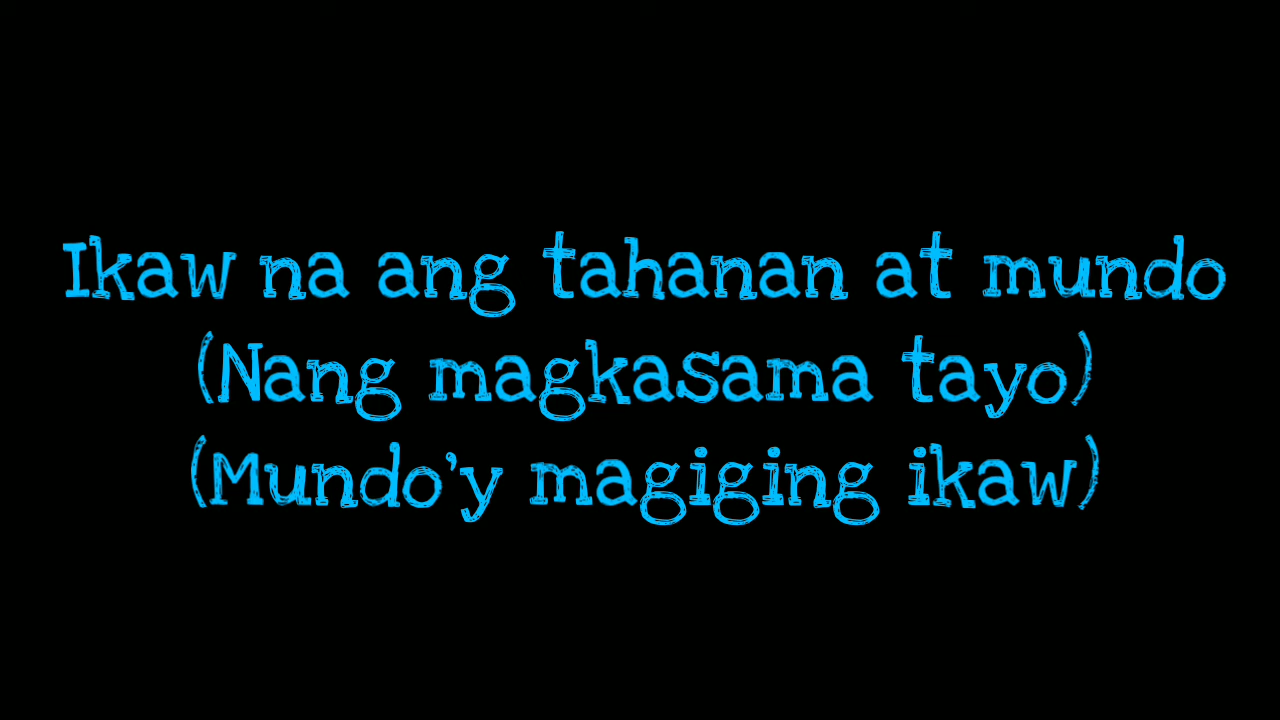 Ikaw na ang tahanan at mundo
(Nang magkasama tayo)
(Mundo'y magiging ikaw)